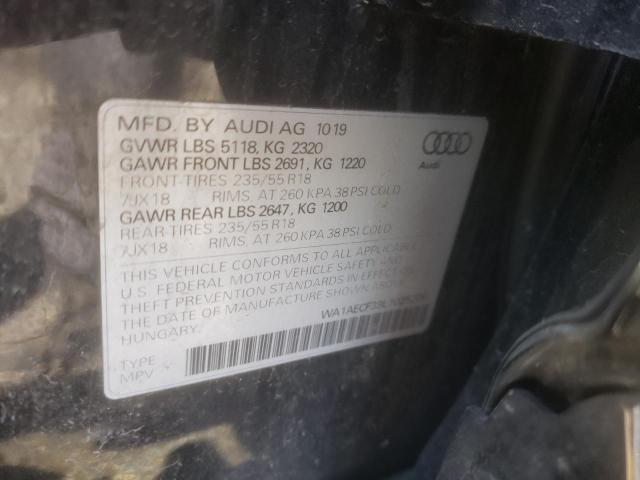 MFD. BY AUDI AG 10 19
GVWR LBS 5118, KG 2320
GAWR FRONT LBS 2691, KG 1220
FRONT-TIRES 235/55 R18
7JX18 RIMS, AT 260 KPA 38 PSI COLD
GAWR REAR LBS 2647, KG 1200
REAR-TIRES 235/55 R18
7JX18 RIMS, AT 260 KPA 38 PSI COLD
Audi
THIS VEHICLE CONFORMS TO ALL APPLICABLE
U.S. FEDERAL MOTOR VEHICLE SAFETY AND
THEFT PREVENTION STANDARDS IN EFFECT ON
THE DATE OF MANUFACTURE SHOWN ABOVE.
HUNGARY.
TYPE
MPV